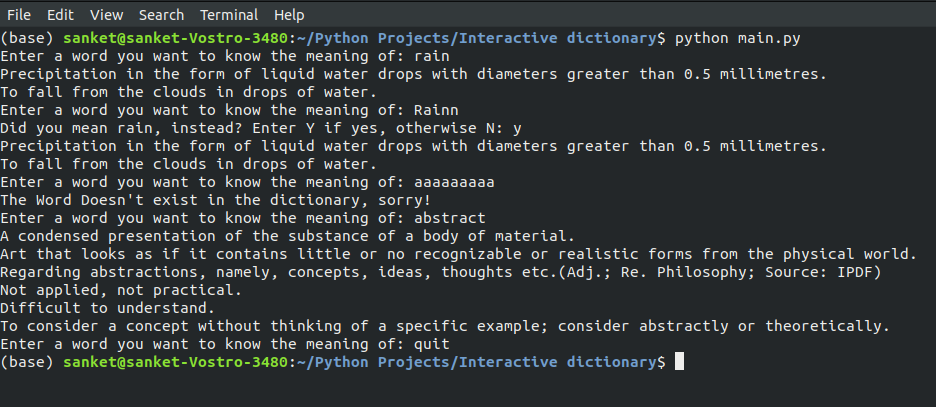 File Edit View Search Terminal Help
(base) sanket@sanket-Vostro-3480:~/Python Projects/Interactive dictionary$ python main.py
Enter a word you want to know the meaning of: rain
Precipitation in the form of liquid water drops with diameters greater than 0.5 millimetres.
To fall from the clouds in drops of water.
Enter a word you want to know the meaning of: Rainn
Did you mean rain, instead? Enter Y if yes, otherwise N: y
Precipitation in the form of liquid water drops with diameters greater than 0.5 millimetres.
To fall from the clouds in drops of water.
Enter a word you want to know the meaning of: aaaaaaaaa
The Word Doesn't exist in the dictionary, sorry!
Enter a word you want to know the meaning of: abstract
A condensed presentation of the substance of a body of material.
Art that looks as if it contains little or no recognizable or realistic forms from the physical world.
Regarding abstractions, namely, concepts, ideas, thoughts etc.(Adj.; Re. Philosophy; Source: IPDF)
Not applied, not practical.
Difficult to understand.
To consider a concept without thinking of a specific example; consider abstractly or theoretically.
Enter a word you want to know the meaning of: quit
(base) sanket@sanket-Vostro-3480:~/Python Projects/Interactive dictionary$